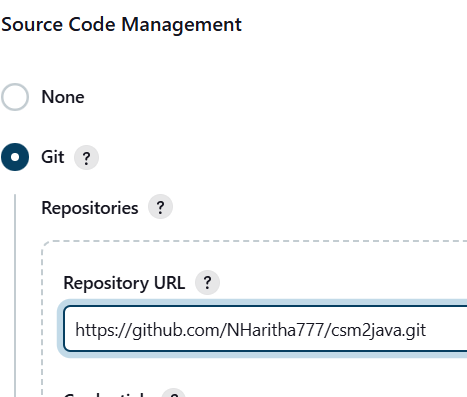 Source Code Management
None
Git ?
Repositories ?
Repository URL ?
https://github.com/NHaritha777/csm2java.git